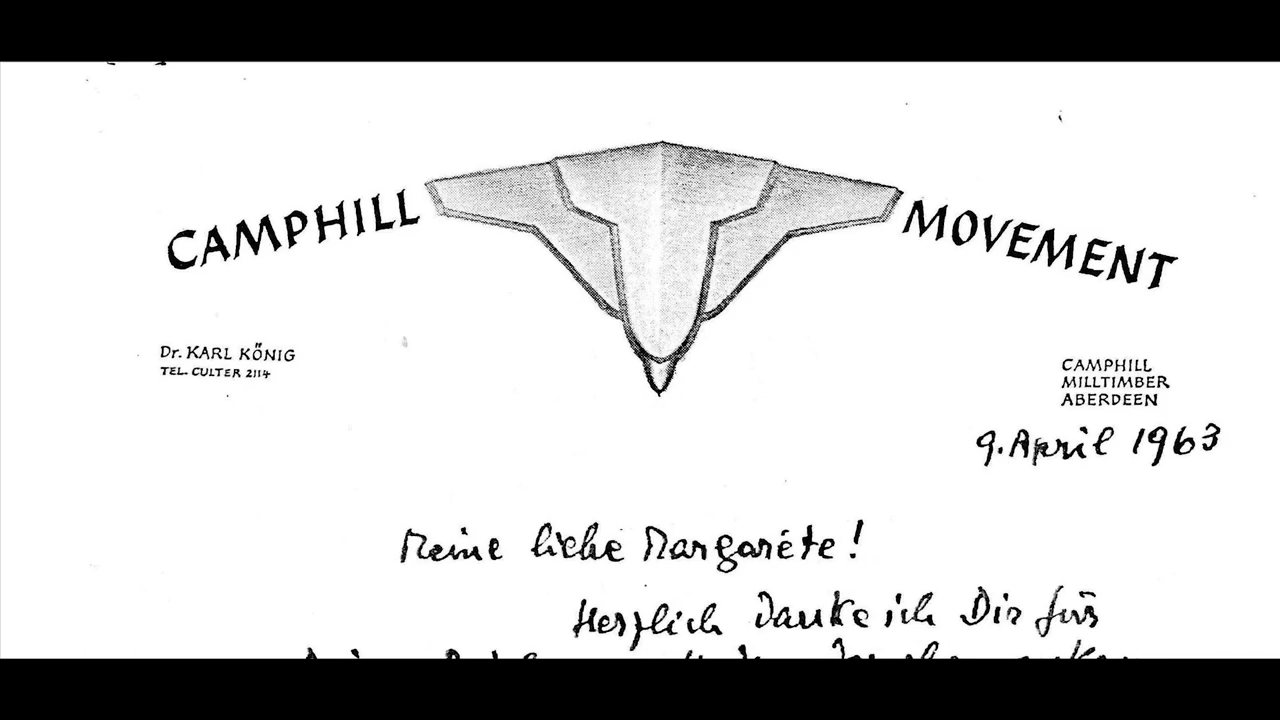 CAMPHILL MOVEMENT
Dr. KARL KŐNIG
TEL. CULTER 2114
CAMPHILL
MILLTIMBER
ABERDEEN
9. April 1963
Meine liebe Margarete!
Herzlich Danke ich Dir für